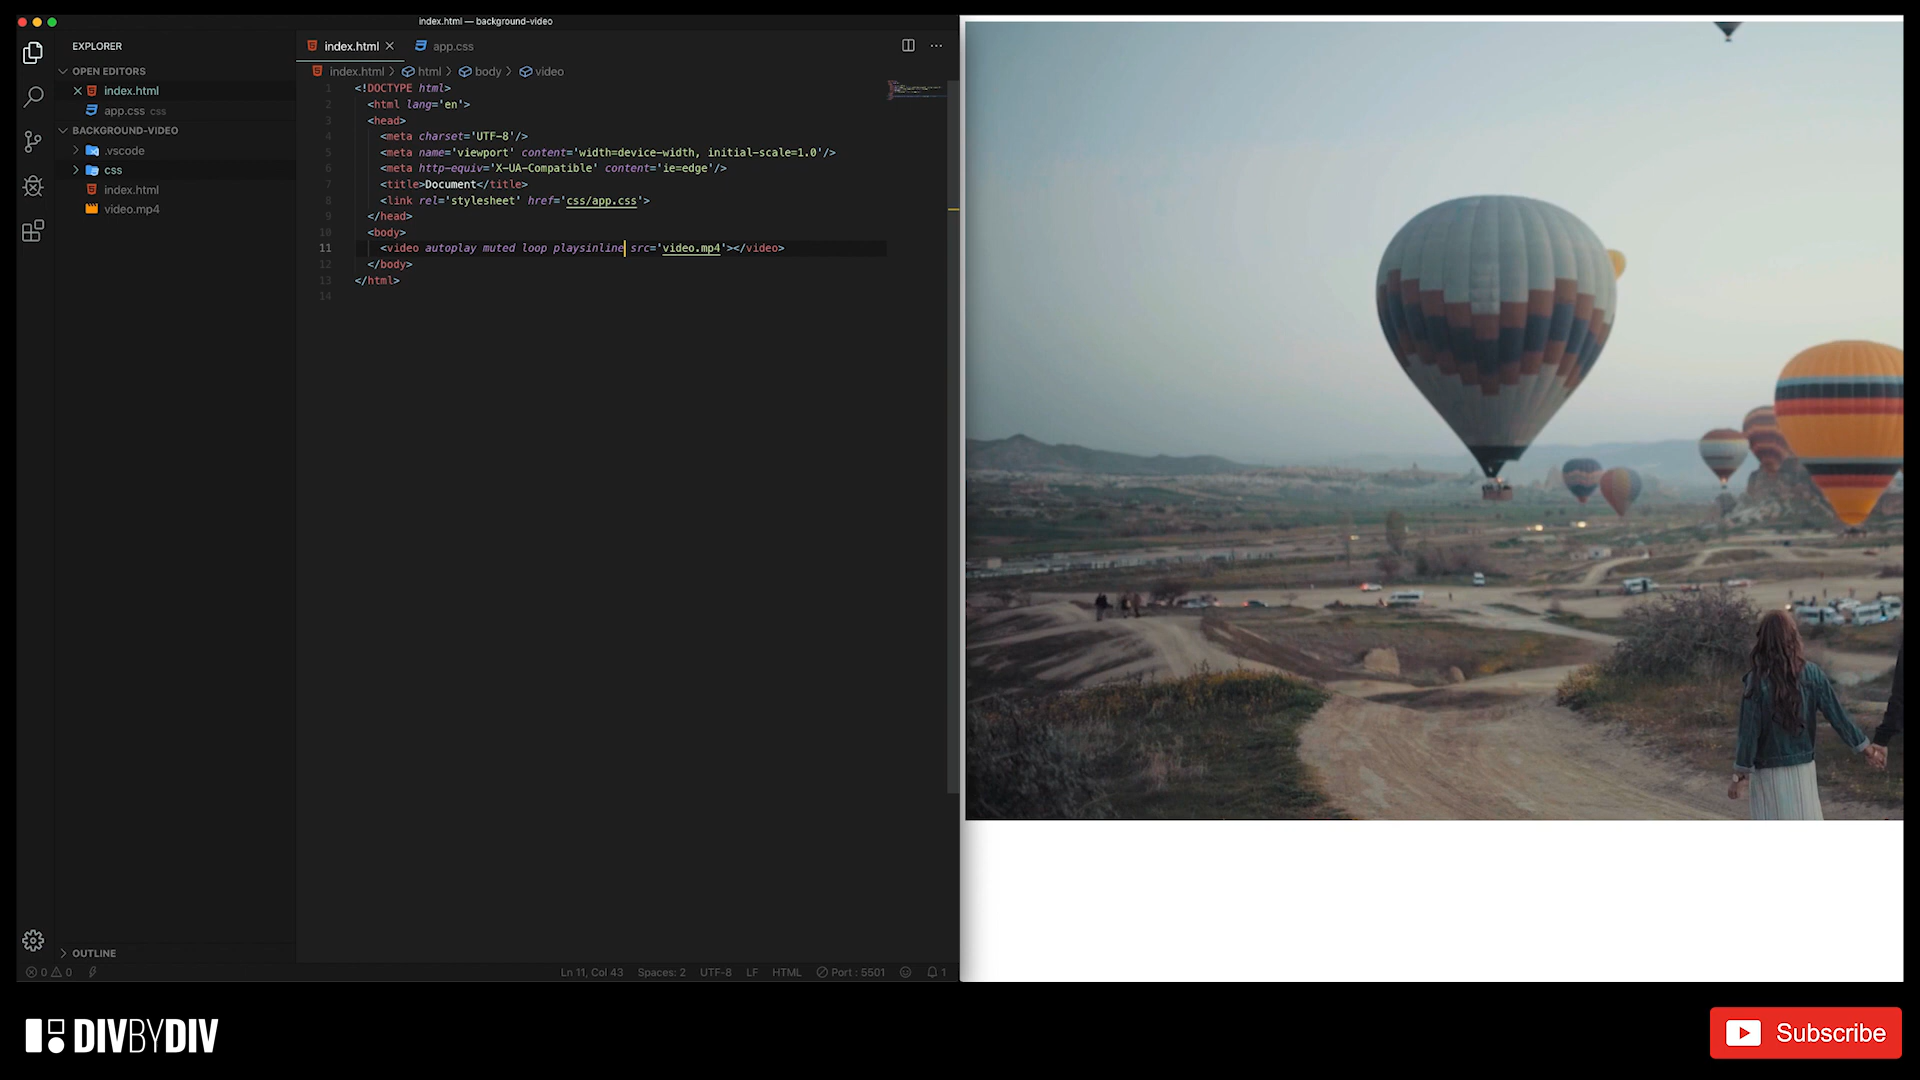 index.html — background-video
EXPLORER
OPEN EDITORS
index.html
app.css css
BACKGROUND-VIDEO
.vscode
css
index.html
video.mp4
OUTLINE
index.html app.css
index.html > html > body > video
1 <!DOCTYPE html>
2 <html lang='en'>
3 <head>
4 <meta charset='UTF-8'/>
5 <meta name='viewport' content='width=device-width, initial-scale=1.0'/>
6 <meta http-equiv='X-UA-Compatible' content='ie=edge'/>
7 <title>Document</title>
8 <link rel='stylesheet' href='css/app.css'>
9 </head>
10 <body>
11 <video autoplay muted loop playsinline src='video.mp4'></video>
12 </body>
13 </html>
14
0 0 Ln 11, Col 43 Spaces: 2 UTF-8 LF HTML Port : 5501 1
DIVBYDIV
Subscribe